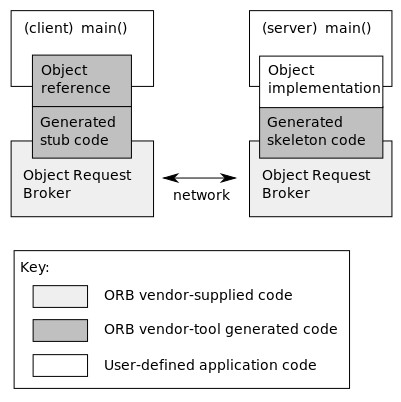 (client) main()
Object
reference
Generated
stub code
Object Request
Broker
network
(server) main()
Object
implementation
Generated
skeleton code
Object Request
Broker
Key:
ORB vendor-supplied code
ORB vendor-tool generated code
User-defined application code